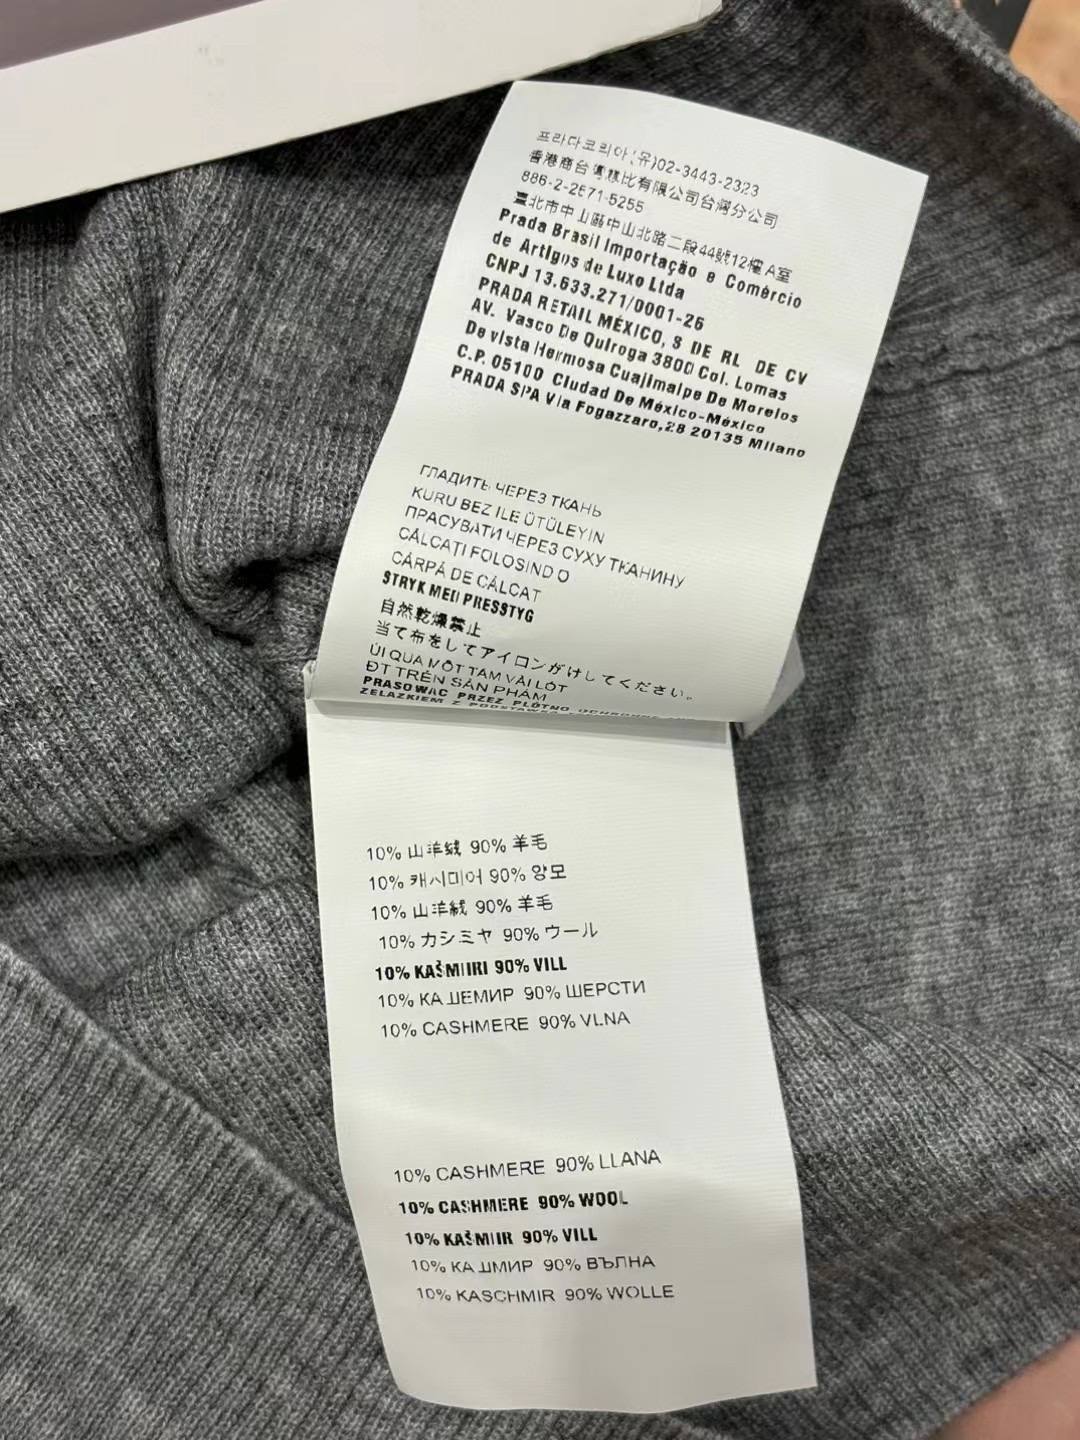 프라다코리아(유)02-3443-2323
香港商台灣 比有限公司台灣分公司
886-2-2571-5255
臺北市中山區中山北路二段44號12樓A室
Prada Brasil Importação e Comércio
de Artigos de Luxo Ltda
CNPJ 13.633.271/0001-26
PRADA RETAIL MÉXICO, S DE RL DE CV
AV. Vasco De Quiroga 3800 Col. Lomas
De vista Hermosa Cuajimalpa De Morelos
C.P. 05100 Ciudad De México-México
PRADA SPA Via Fogazzaro,28 20135 Milano
ГЛАДИТЬ ЧЕРЕЗ ТКАНЬ
KURU BEZ ILE ÜTÜLEYIN
ПРАСУВАТИ ЧЕРЕЗ СУХУ ТКАНИНУ
CĂLCAȚI FOLOSIND O
CÂRPĂ DE CĂLCAT
STRYK MED PRESSTYG
自然乾燥禁止
当て布をしてアイロンがけしてください。
ỦI QUA MỘT TẤM VẢI LÓT
ĐT TRÊN SẢN PHẨM
PRASOWAC PRZEZ PLÓTNO OCHRONNE
ZELAZKIEM Z PODSTAWKA
10% 山羊絨 90% 羊毛
10% 캐시미어 90% 양모
10% 山羊絨 90% 羊毛
10% カシミヤ 90% ウール
10% KAŠMIIRI 90% VILL
10% КАШЕМИР 90% ШЕРСТИ
10% CASHMERE 90% VLNA
10% CASHMERE 90% LLANA
10% CASHMERE 90% WOOL
10% KAŠMIIR 90% VILL
10% КАШМИР 90% ВЪЛНА
10% KASCHMIR 90% WOLLE